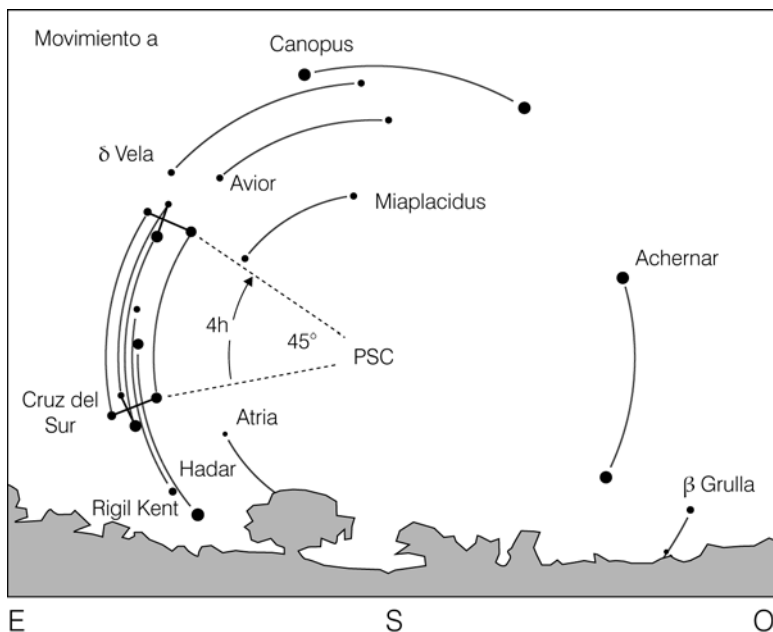 Movimiento a
Canopus
δ Vela
Avior
Miaplacidus
Achernar
4h
45°
PSC
Cruz del
Sur
Atria
Hadar
Rigil Kent
β Grulla
E
S
O